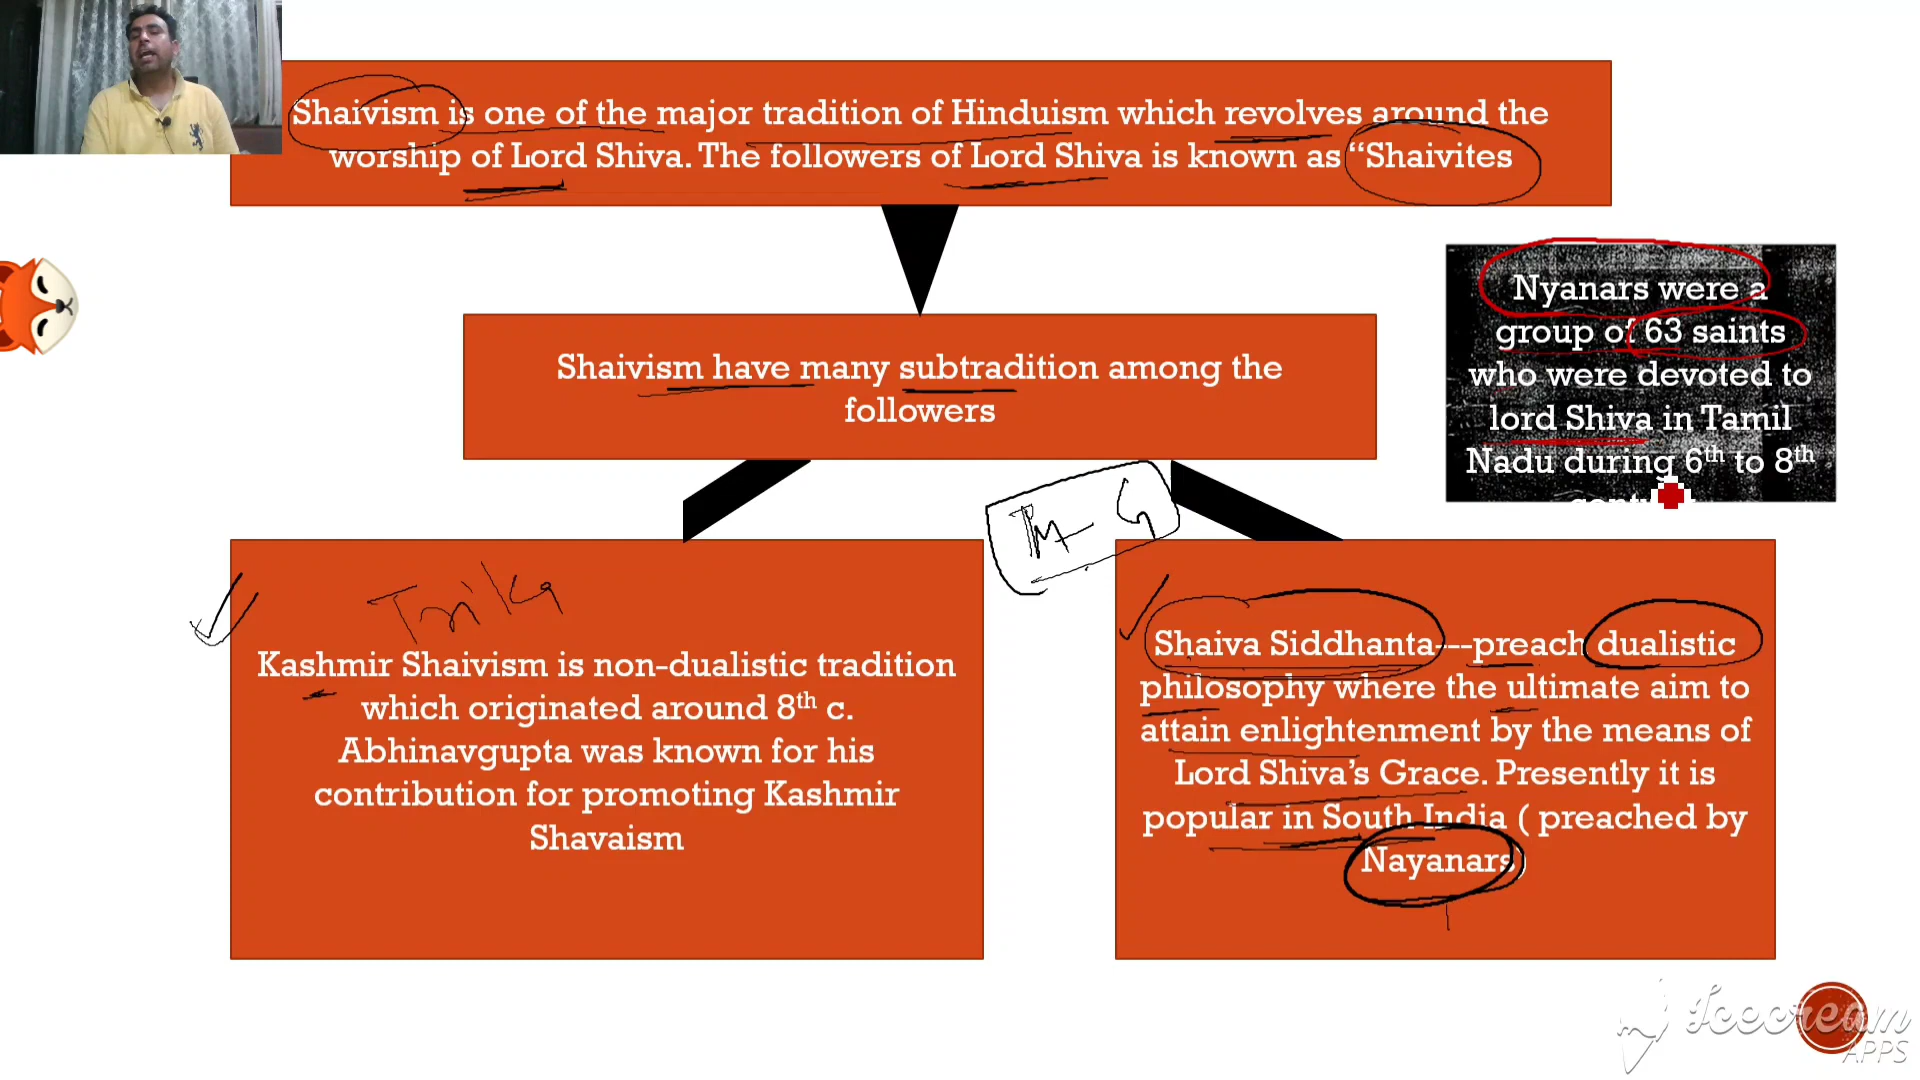 Shaivism is one of the major tradition of Hinduism which revolves around the
worship of Lord Shiva. The followers of Lord Shiva is known as “Shaivites
Shaivism have many subtradition among the
followers
Nyanars were a
group of 63 saints
who were devoted to
lord Shiva in Tamil
Nadu during 6th to 8th
Trika
Kashmir Shaivism is non-dualistic tradition
which originated around 8th c.
Abhinavgupta was known for his
contribution for promoting Kashmir
Shavaism
Shaiva Siddhanta---preach dualistic
philosophy where the ultimate aim to
attain enlightenment by the means of
Lord Shiva’s Grace. Presently it is
popular in South India ( preached by
Nayanars)
Icecream
APPS